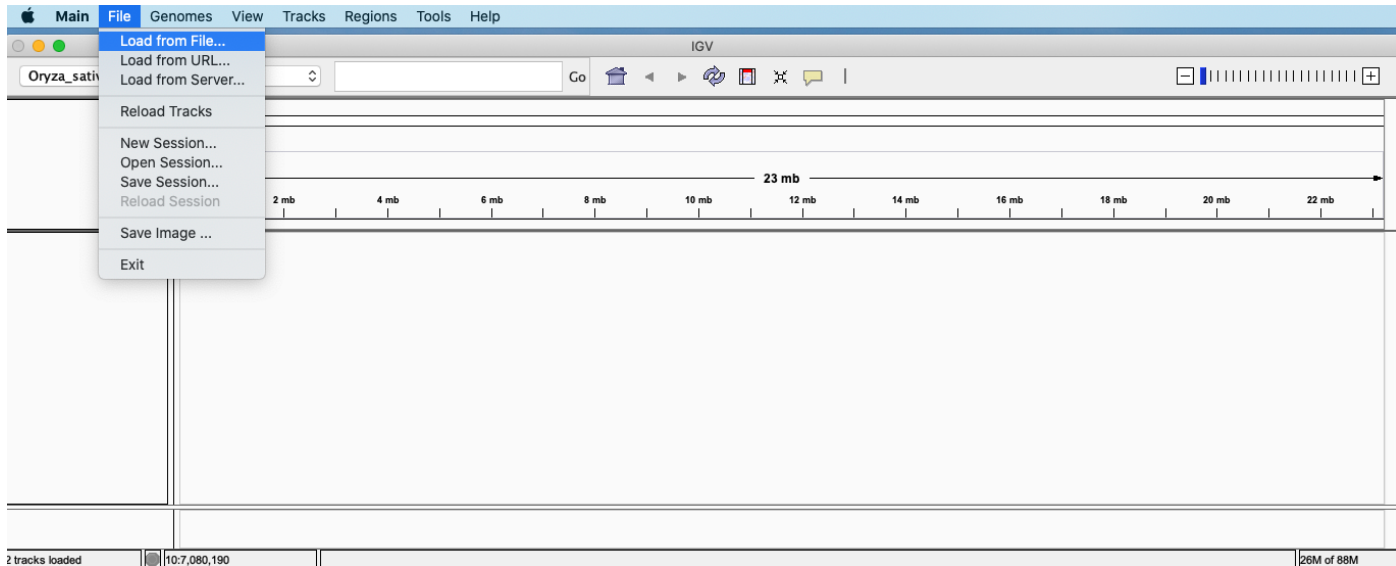 Main File Genomes View Tracks Regions Tools Help
IGV
Oryza_sativ
Go
Load from File...
Load from URL...
Load from Server...
Reload Tracks
New Session...
Open Session...
Save Session...
Reload Session
Save Image ...
Exit
23 mb
2 mb 4 mb 6 mb 8 mb 10 mb 12 mb 14 mb 16 mb 18 mb 20 mb 22 mb
2 tracks loaded 10:7,080,190 26M of 88M